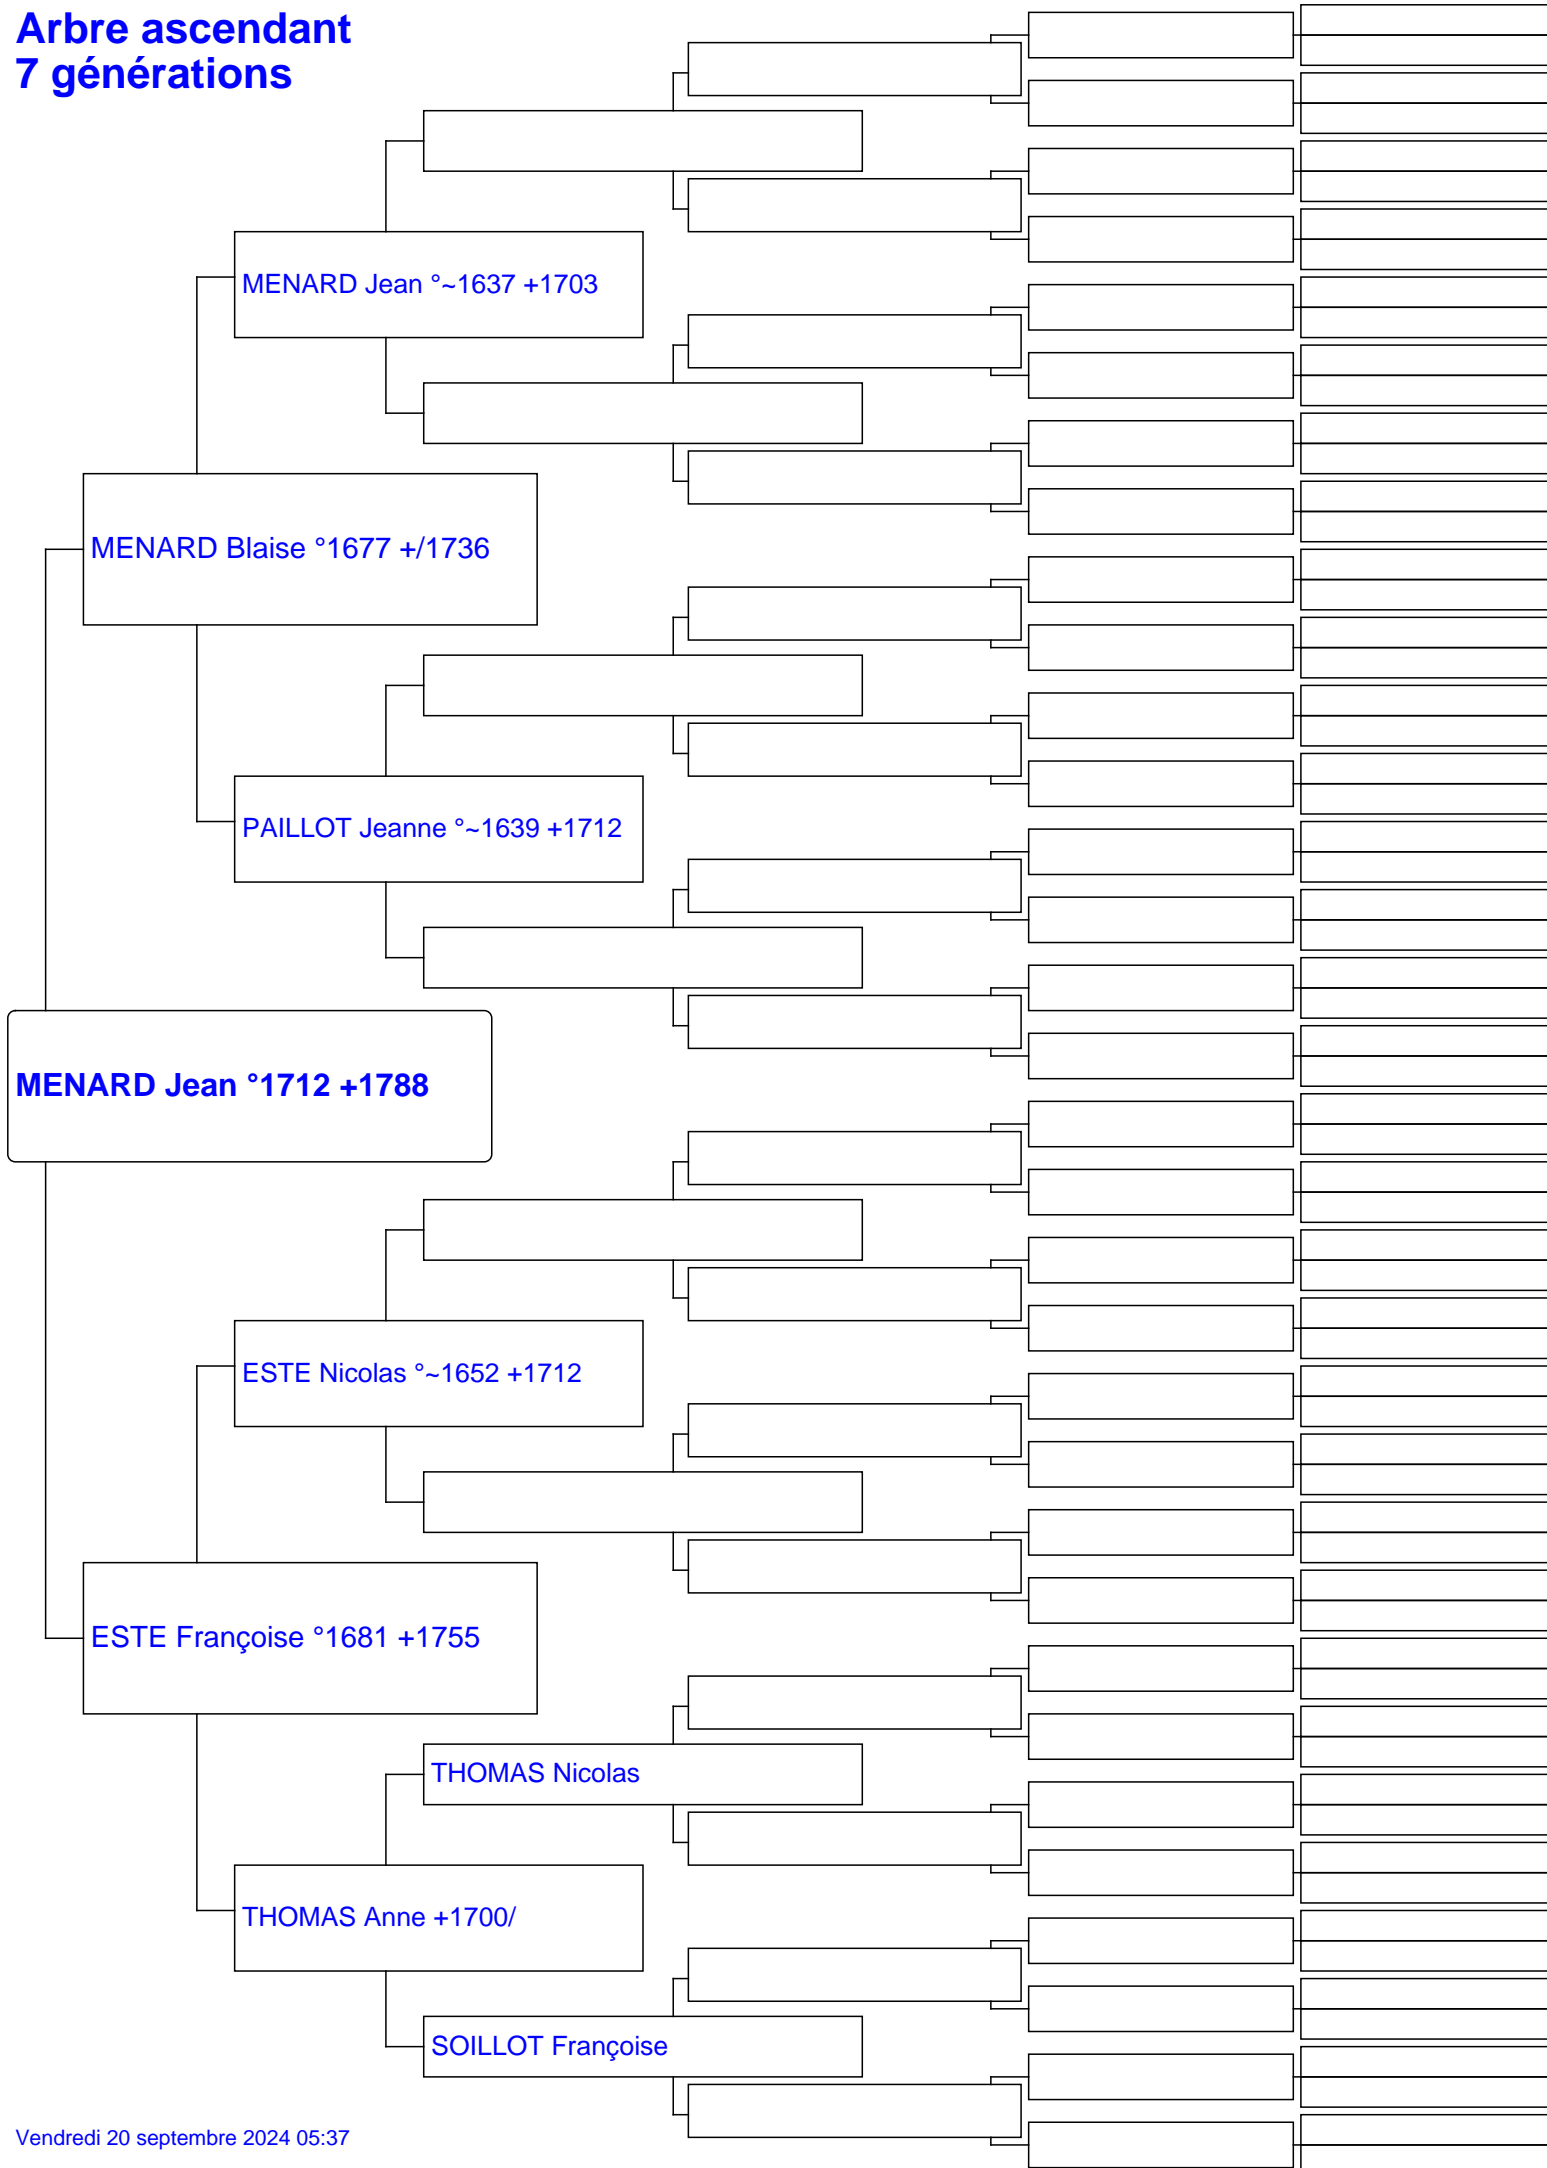 Arbre ascendant
7 générations
MENARD Jean °~1637 +1703
MENARD Blaise °1677 +/1736
PAILLOT Jeanne °~1639 +1712
MENARD Jean °1712 +1788
ESTE Nicolas °~1652 +1712
ESTE Françoise °1681 +1755
THOMAS Nicolas
THOMAS Anne +1700/
SOILLOT Françoise
Vendredi 20 septembre 2024 05:37